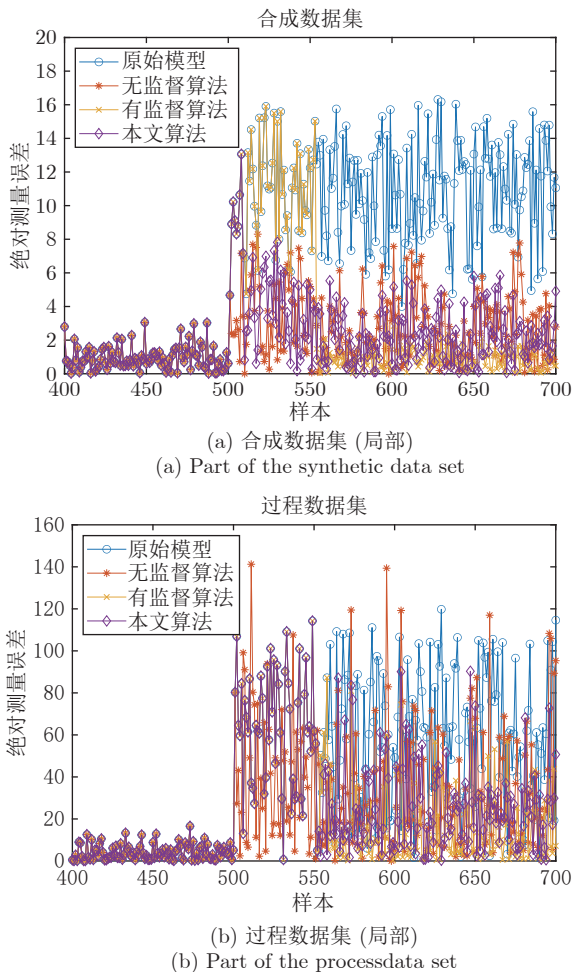 合成数据集
20
18
16
14
12
10
8
6
4
2
0
绝对测量误差
原始模型
无监督算法
有监督算法
本文算法
400 450 500 550 600 650 700
样本
(a) 合成数据集 (局部)
(a) Part of the synthetic data set
过程数据集
160
140
120
100
80
60
40
20
0
绝对测量误差
原始模型
无监督算法
有监督算法
本文算法
400 450 500 550 600 650 700
样本
(b) 过程数据集 (局部)
(b) Part of the processdata set